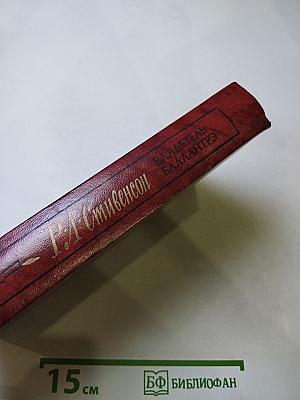 Р.Л.Стивенсон
ВЛАДЕТЕЛЬ
БАЛЛАНТРЭ
15 см
БФ БИБЛИОФАН